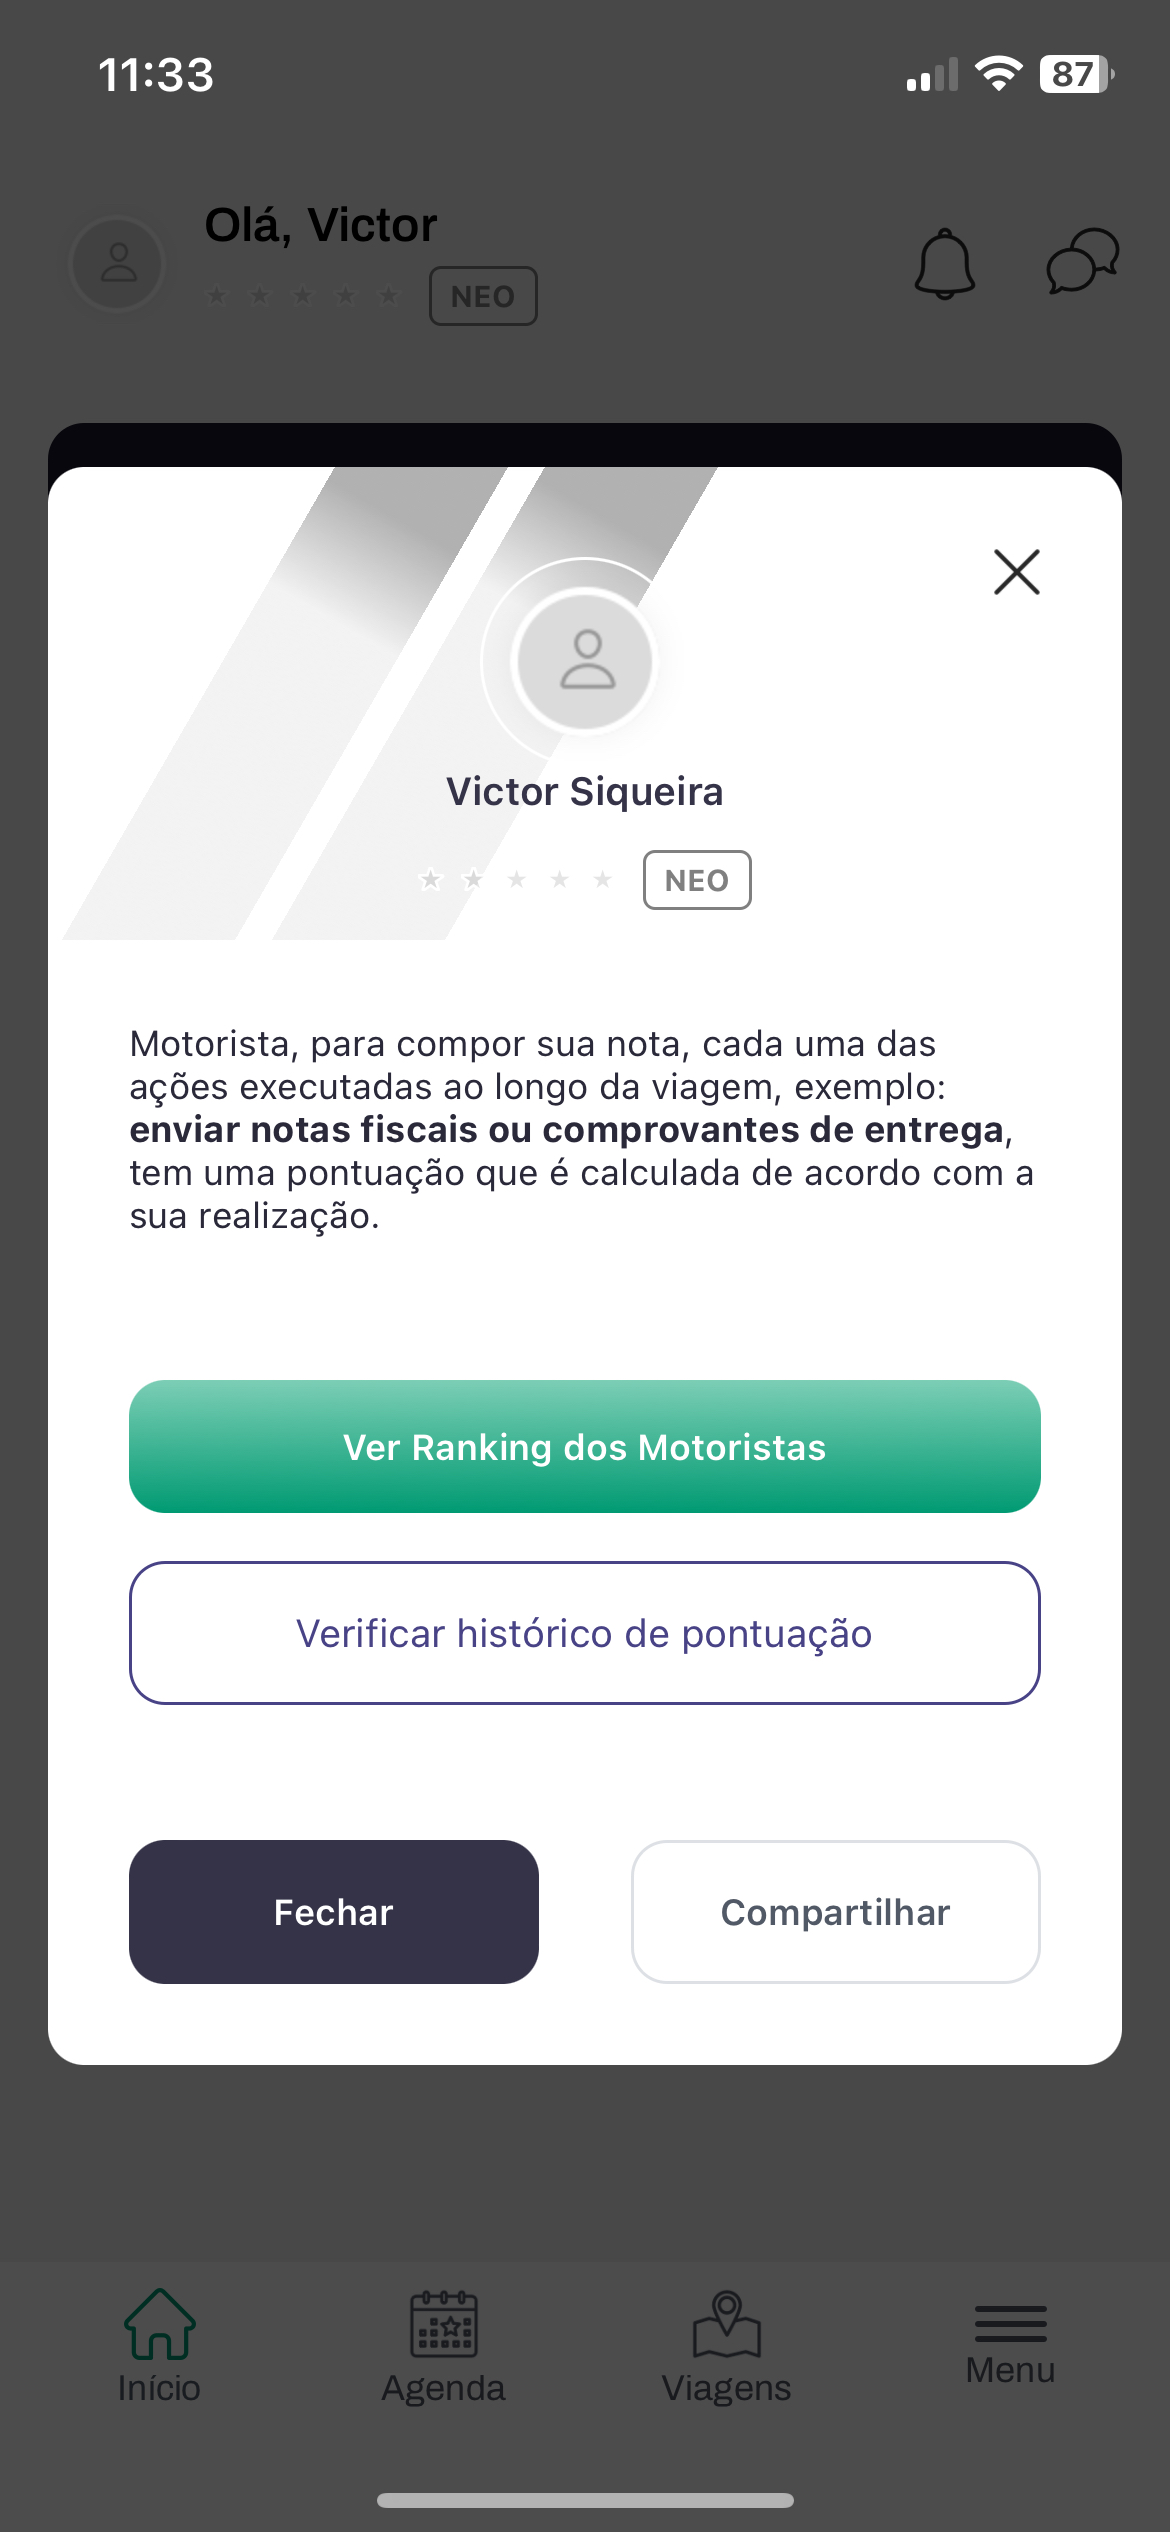 11:33
87
Olá, Victor
NEO
Victor Siqueira
NEO
Motorista, para compor sua nota, cada uma das
ações executadas ao longo da viagem, exemplo:
enviar notas fiscais ou comprovantes de entrega,
tem uma pontuação que é calculada de acordo com a
sua realização.
Ver Ranking dos Motoristas
Verificar histórico de pontuação
Fechar
Compartilhar
Início
Agenda
Viagens
Menu